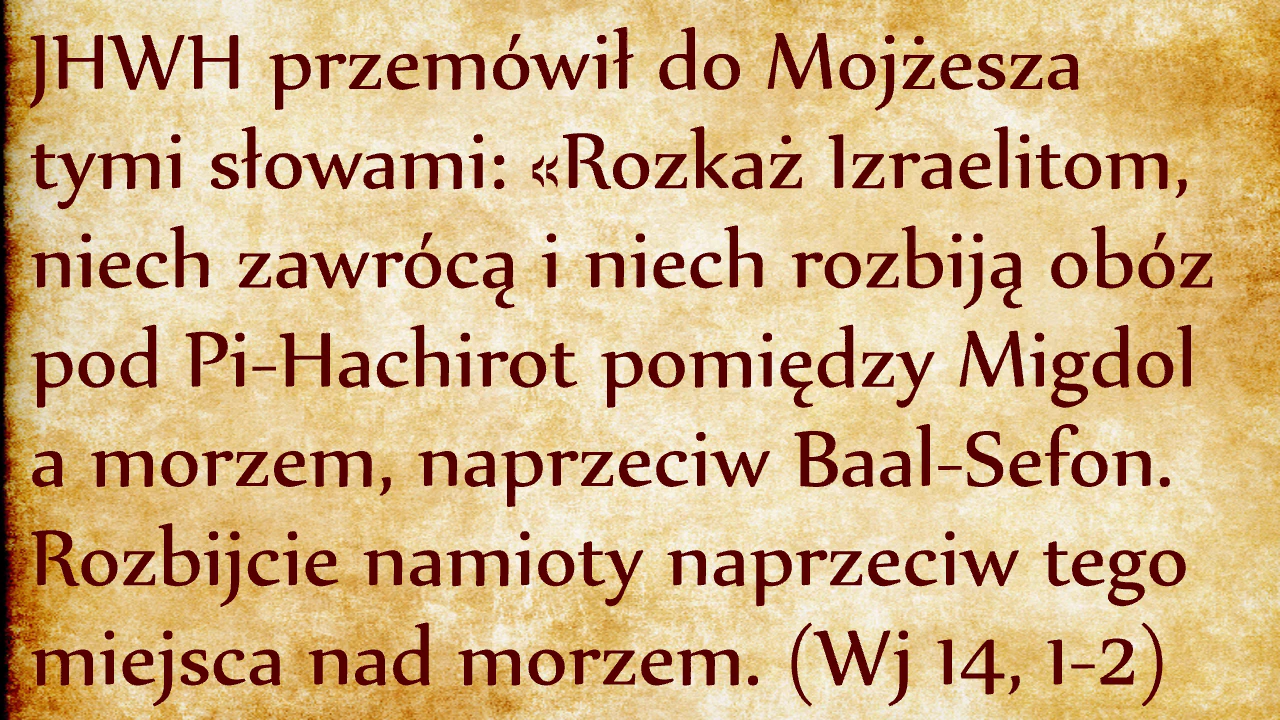 JHWH przemówił do Mojżesza
tymi słowami: «Rozkaż Izraelitom,
niech zawrócą i niech rozbiją obóz
pod Pi-Hachirot pomiędzy Migdol
a morzem, naprzeciw Baal-Sefon.
Rozbijcie namioty naprzeciw tego
miejsca nad morzem. (Wj 14, 1-2)